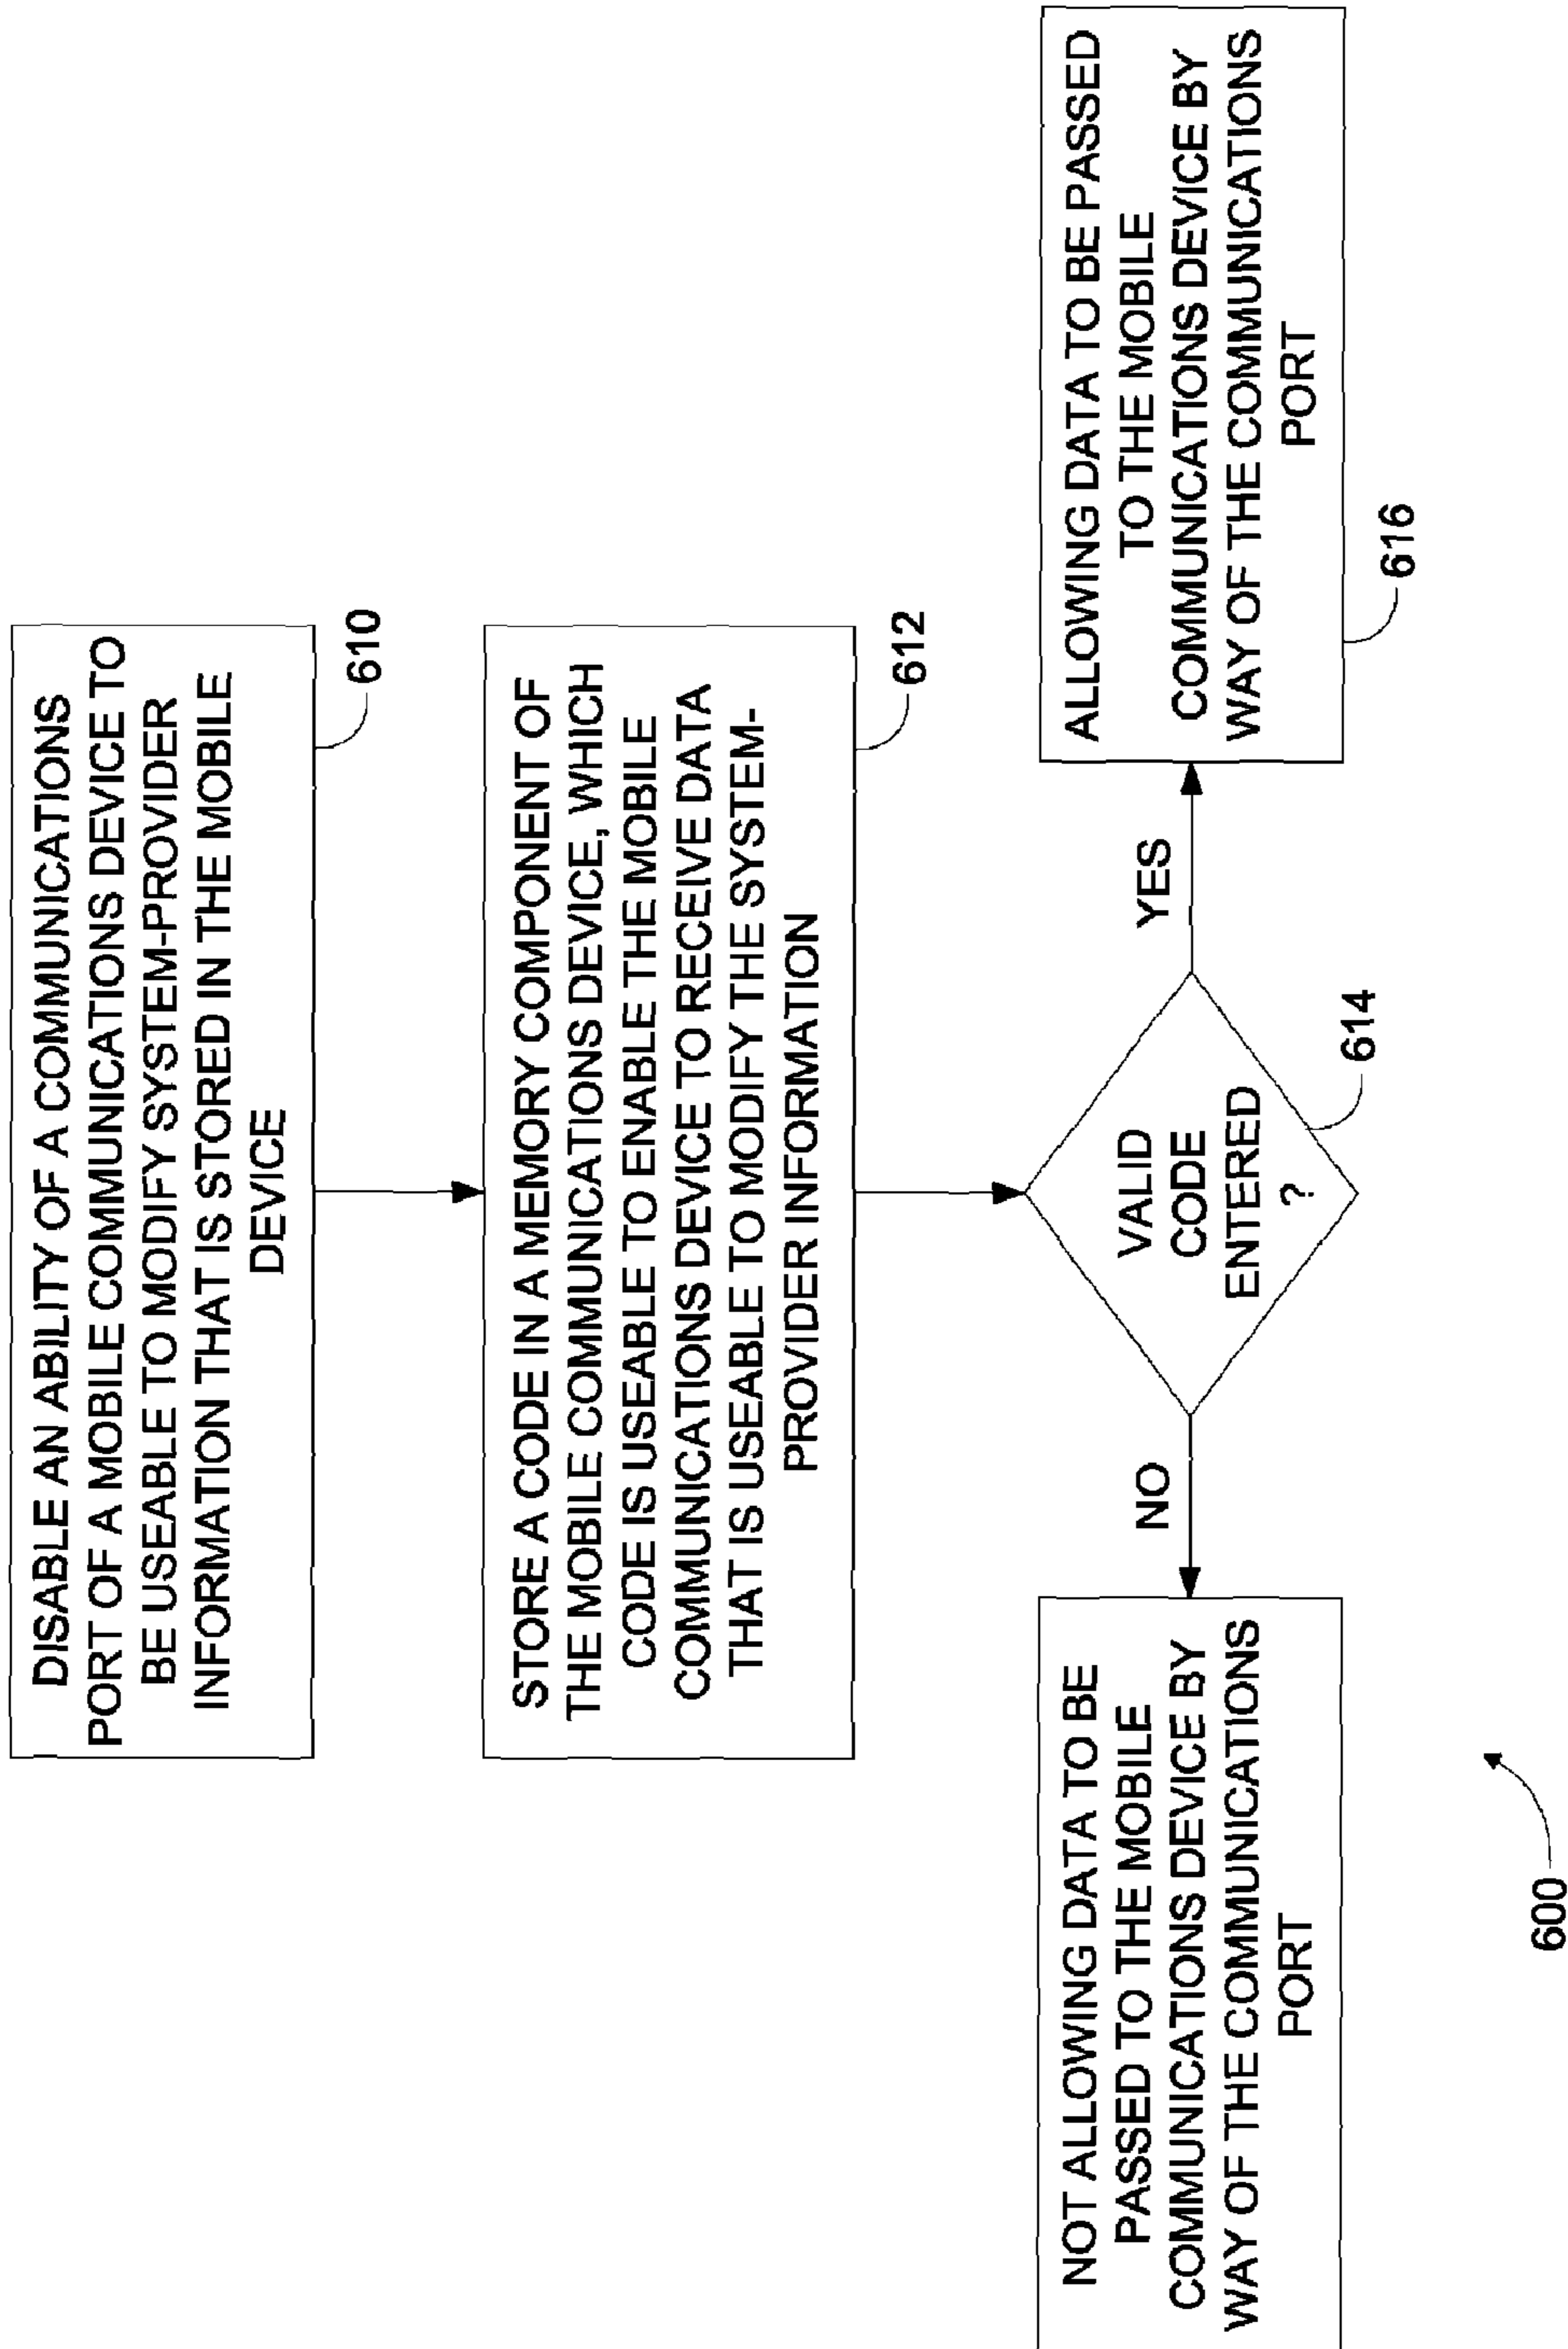 DISABLE AN ABILITY OF A COMMUNICATIONS
PORT OF A MOBILE COMMUNICATIONS DEVICE TO
BE USEABLE TO MODIFY SYSTEM-PROVIDER
INFORMATION THAT IS STORED IN THE MOBILE
DEVICE
610
STORE A CODE IN A MEMORY COMPONENT OF
THE MOBILE COMMUNICATIONS DEVICE, WHICH
CODE IS USEABLE TO ENABLE THE MOBILE
COMMUNICATIONS DEVICE TO RECEIVE DATA
THAT IS USEABLE TO MODIFY THE SYSTEM-
PROVIDER INFORMATION
612
VALID
CODE
ENTERED
?
614
NO
YES
NOT ALLOWING DATA TO BE
PASSED TO THE MOBILE
COMMUNICATIONS DEVICE BY
WAY OF THE COMMUNICATIONS
PORT
ALLOWING DATA TO BE PASSED
TO THE MOBILE
COMMUNICATIONS DEVICE BY
WAY OF THE COMMUNICATIONS
PORT
616
600